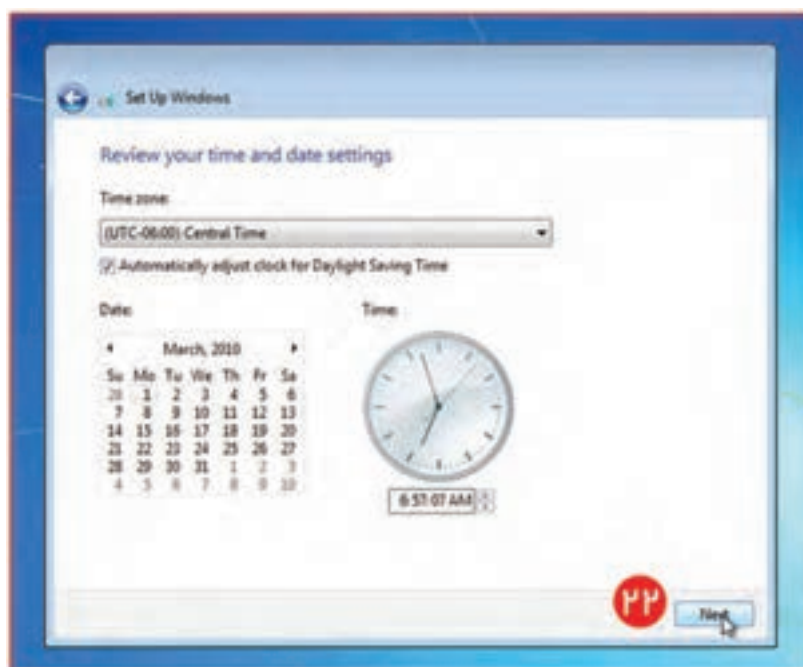 Set Up Windows
Review your time and date settings
Time zone:
(UTC-06:00) Central Time
Automatically adjust clock for Daylight Saving Time
Date:
Time:
March, 2010
Su Mo Tu We Th Fr Sa
28 1 2 3 4 5 6
7 8 9 10 11 12 13
14 15 16 17 18 19 20
21 22 23 24 25 26 27
28 29 30 31 1 2 3
4 5 6 7 8 9 10
6:57:07 AM
۲۲
Next